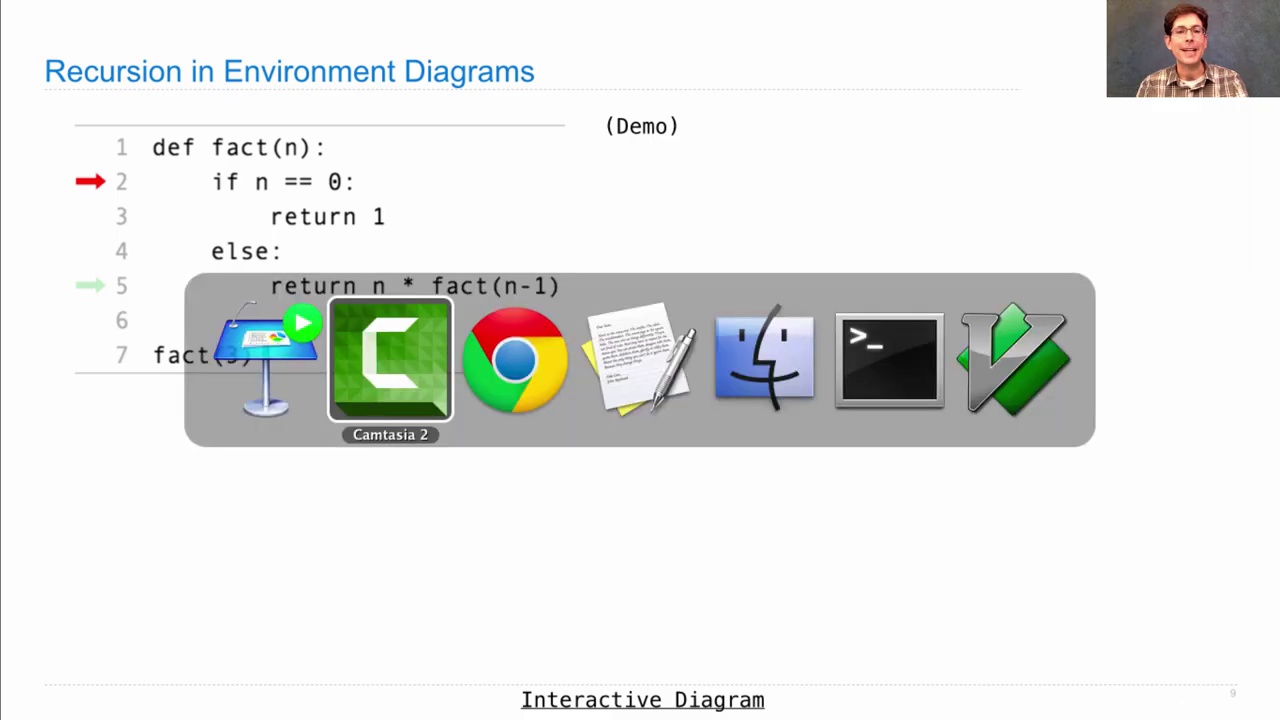 Recursion in Environment Diagrams
(Demo)
1 def fact(n):
2 if n == 0:
3 return 1
4 else:
5 return n * fact(n-1)
6
7 fact(3)
>_
Camtasia 2
Interactive Diagram
9